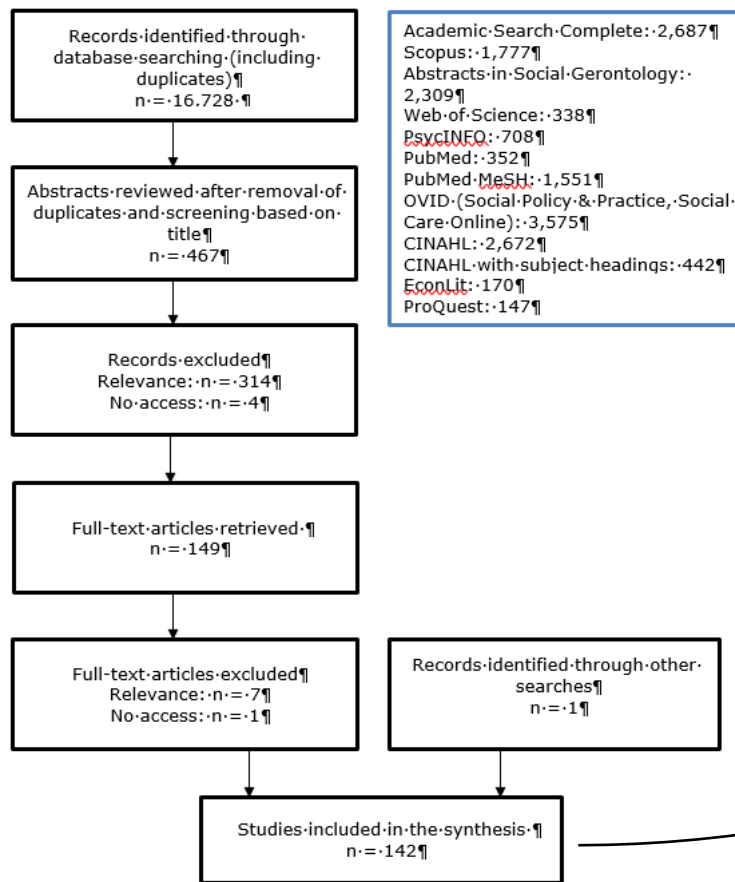 Records·identified·through·
database·searching·(including·
duplicates)¶
n·=·16.728·¶
Academic·Search·Complete:·2,687¶
Scopus:·1,777¶
Abstracts·in·Social·Gerontology:·
2,309¶
Web·of·Science:·338¶
PsycINFO:·708¶
PubMed:·352¶
PubMed·MeSH:·1,551¶
OVID·(Social·Policy·&·Practice,·Social·
Care·Online):·3,575¶
CINAHL:·2,672¶
CINAHL·with·subject·headings:·442¶
EconLit:·170¶
ProQuest:·147¶
Abstracts·reviewed·after·removal·of·
duplicates·and·screening·based·on·
title¶
n·=·467¶
Records·excluded¶
Relevance:·n·=·314¶
No·access:·n·=·4¶
Full-text·articles·retrieved·¶
n·=·149¶
Full-text·articles·excluded¶
Relevance:·n·=·7¶
No·access:·n·=·1¶
Records·identified·through·other·
searches¶
n·=·1¶
Studies·included·in·the·synthesis·¶
n·=·142¶